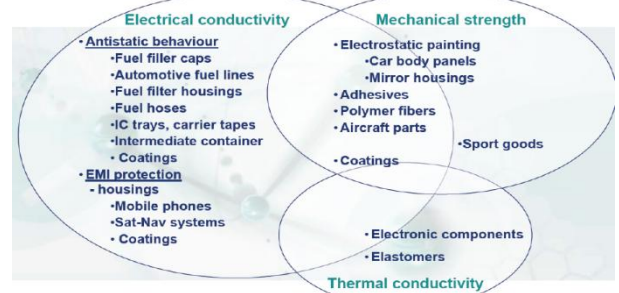 Electrical conductivity
•Antistatic behaviour
•Fuel filler caps
•Automotive fuel lines
•Fuel filter housings
•Fuel hoses
•IC trays, carrier tapes
•Intermediate container
• Coatings
•EMI protection
- housings
•Mobile phones
•Sat-Nav systems
• Coatings
Mechanical strength
•Electrostatic painting
•Car body panels
•Mirror housings
•Adhesives
•Polymer fibers
•Aircraft parts
•Sport goods
•Coatings
• Electronic components
• Elastomers
Thermal conductivity